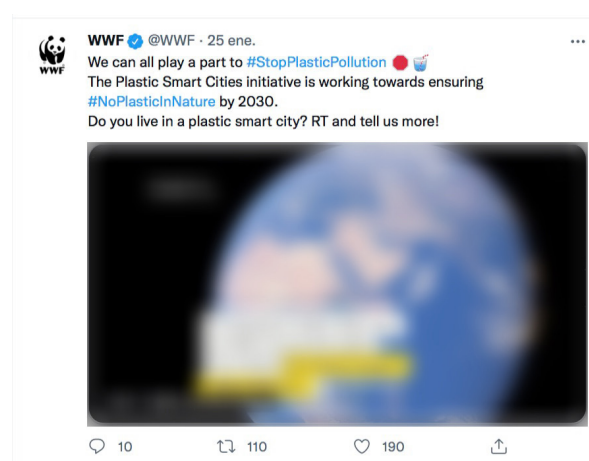 WWF @WWF · 25 ene.
We can all play a part to #StopPlasticPollution 🛑 🥤
The Plastic Smart Cities initiative is working towards ensuring
#NoPlasticInNature by 2030.
Do you live in a plastic smart city? RT and tell us more!
WWF
10 110 190